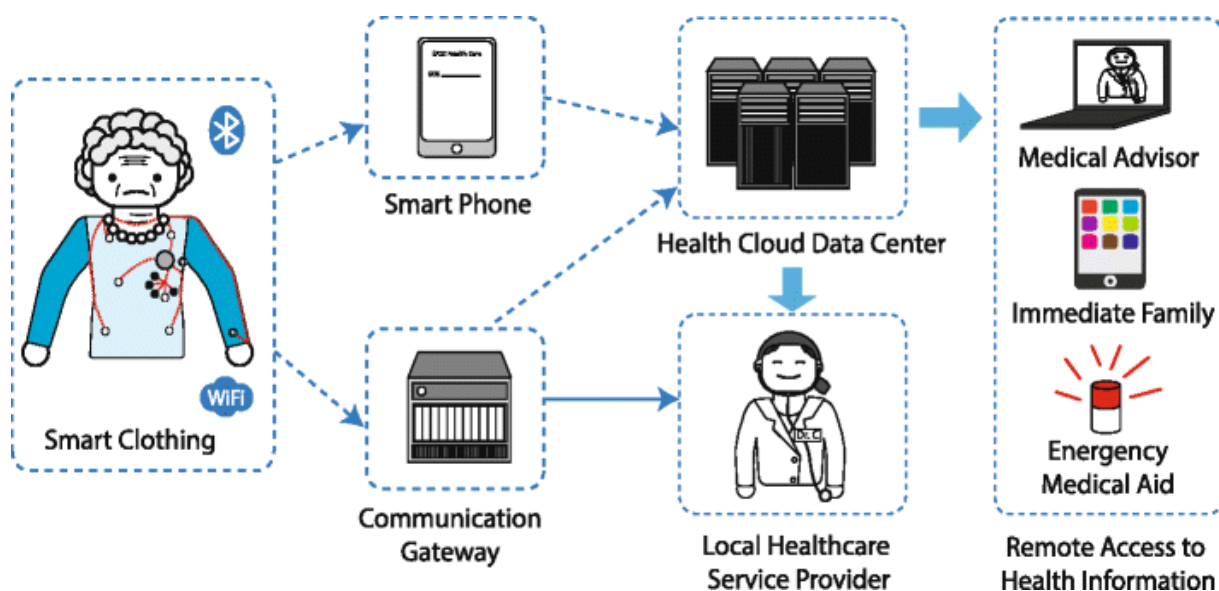 WiFi
Smart Clothing
Smart Phone
Communication
Gateway
Health Cloud Data Center
Dr. C
Local Healthcare
Service Provider
Medical Advisor
Immediate Family
Energency
Medical Aid
Remote Access to
Health Information